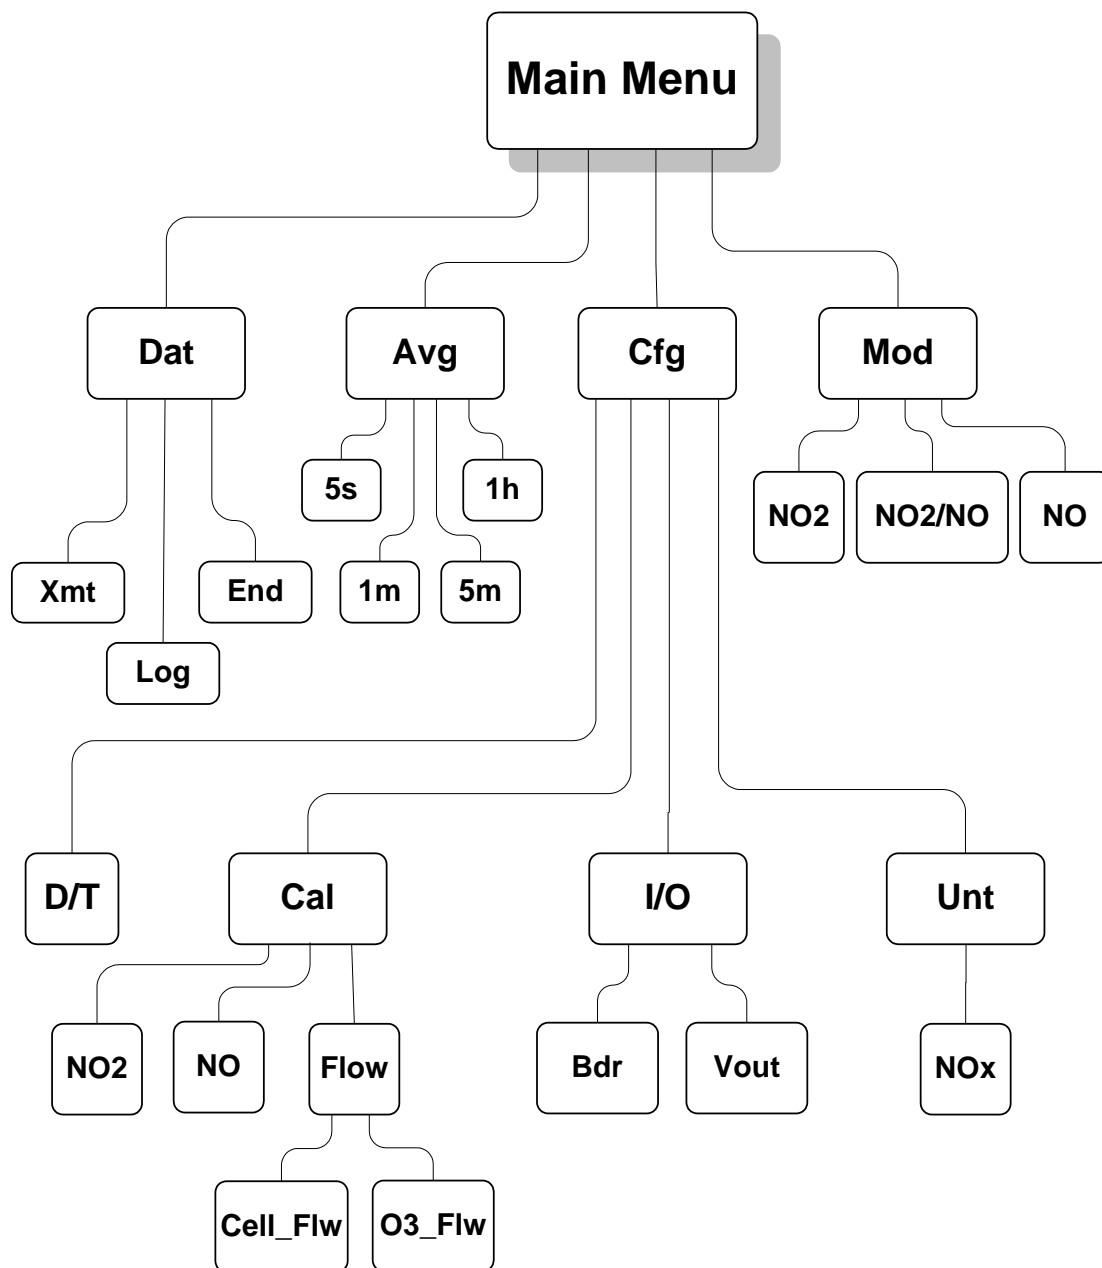 Main Menu
Dat
Avg
Cfg
Mod
5s
1h
NO2
NO2/NO
NO
Xmt
End
1m
5m
Log
D/T
Cal
I/O
Unt
NO2
NO
Flow
Bdr
Vout
NOx
Cell_Flw
O3_Flw